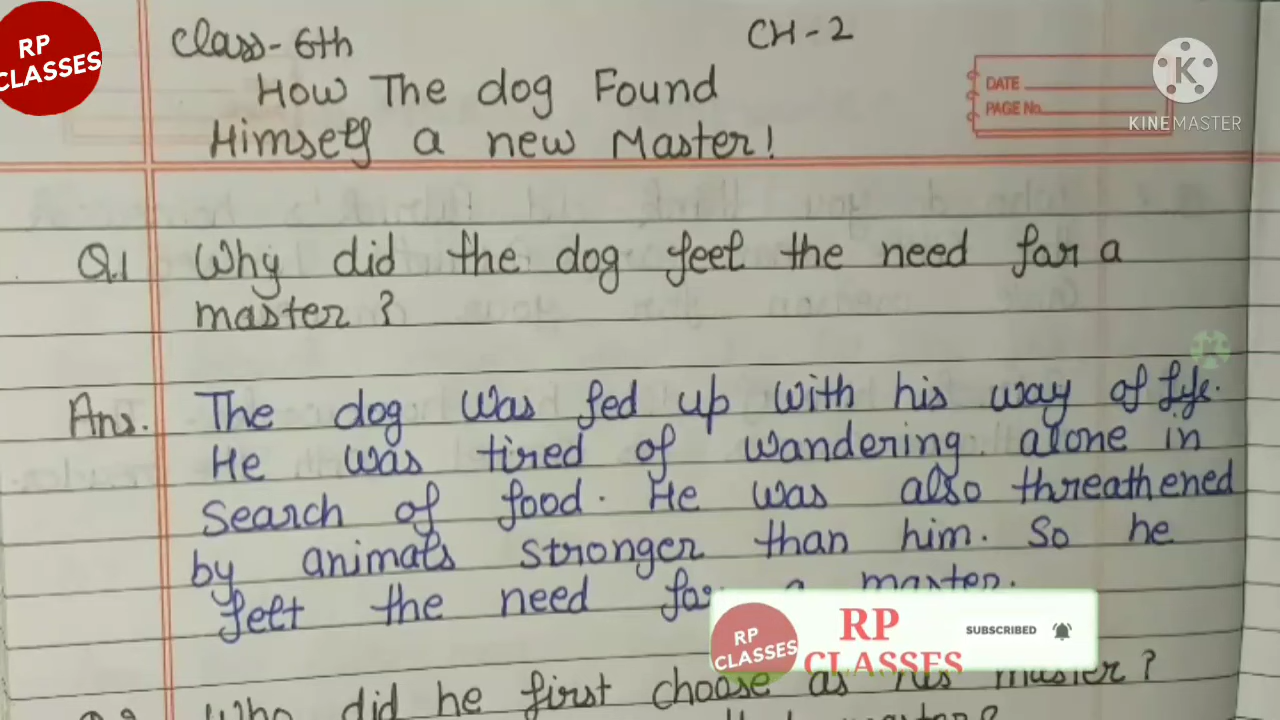 RP
CLASSES
Class-6th
CH-2
How The dog Found
Himself a new Master!
DATE
PAGE No.
KINEMASTER
Q.1 Why did the dog feel the need for a
master?
Ans. The dog was fed up with his way of life.
He was tired of wandering alone in
search of food. He was also threathened
by animals stronger than him. So he
felt the need for a master.
RP
CLASSES
RP
CLASSES
SUBSCRIBED
Who did he first choose as his master?